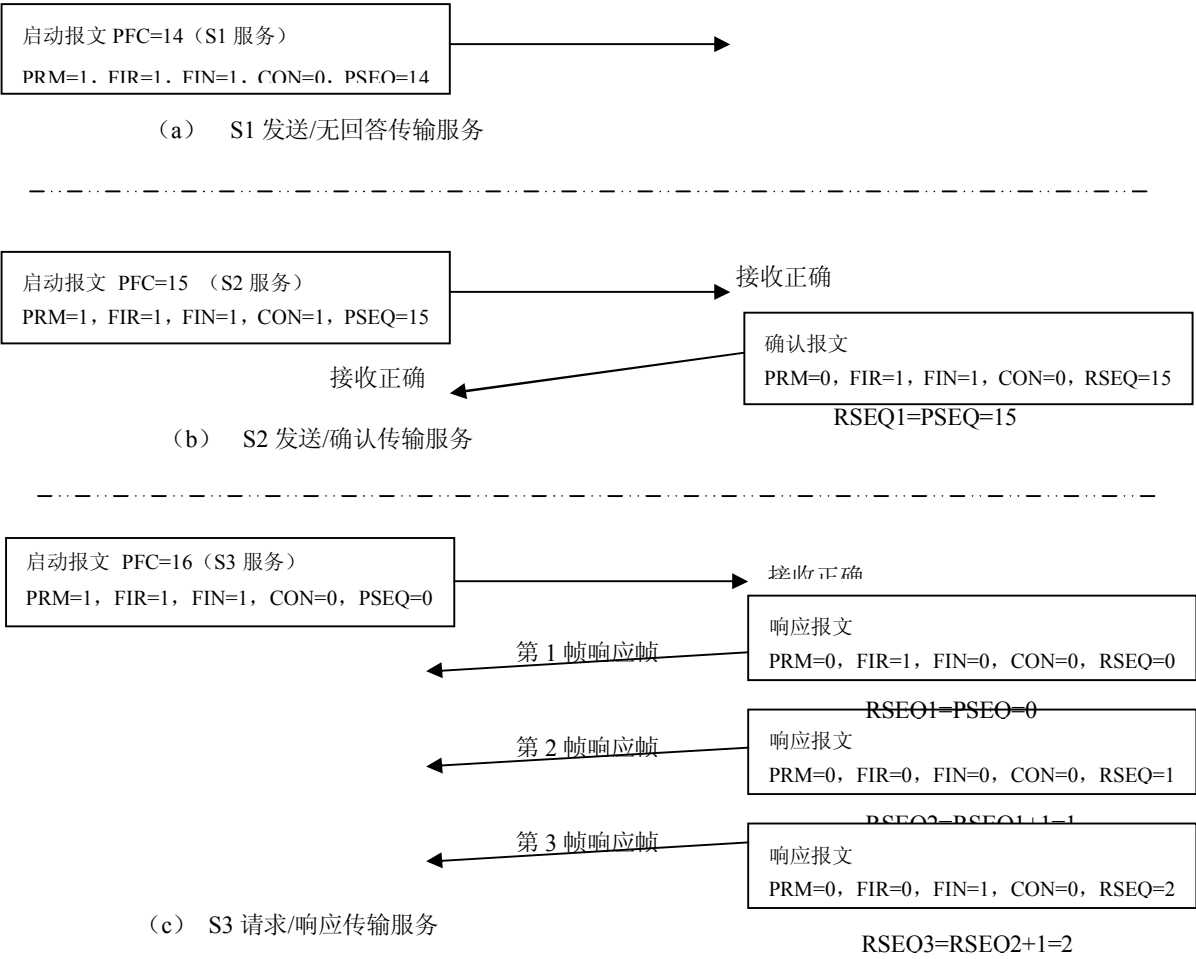 启动报文 PFC=14（S1 服务）
PRM=1，FIR=1，FIN=1，CON=0，PSEQ=14
（a） S1 发送/无回答传输服务
启动报文 PFC=15 （S2 服务）
PRM=1，FIR=1，FIN=1，CON=1，PSEQ=15
接收正确
确认报文
PRM=0，FIR=1，FIN=1，CON=0，RSEQ=15
接收正确
RSEQ1=PSEQ=15
（b） S2 发送/确认传输服务
启动报文 PFC=16（S3 服务）
PRM=1，FIR=1，FIN=1，CON=0，PSEQ=0
接收正确
响应报文
PRM=0，FIR=1，FIN=0，CON=0，RSEQ=0
第 1 帧响应帧
RSEQ1=PSEQ=0
响应报文
PRM=0，FIR=0，FIN=0，CON=0，RSEQ=1
第 2 帧响应帧
RSEQ2=RSEQ1+1=1
响应报文
PRM=0，FIR=0，FIN=1，CON=0，RSEQ=2
第 3 帧响应帧
（c） S3 请求/响应传输服务
RSEQ3=RSEQ2+1=2